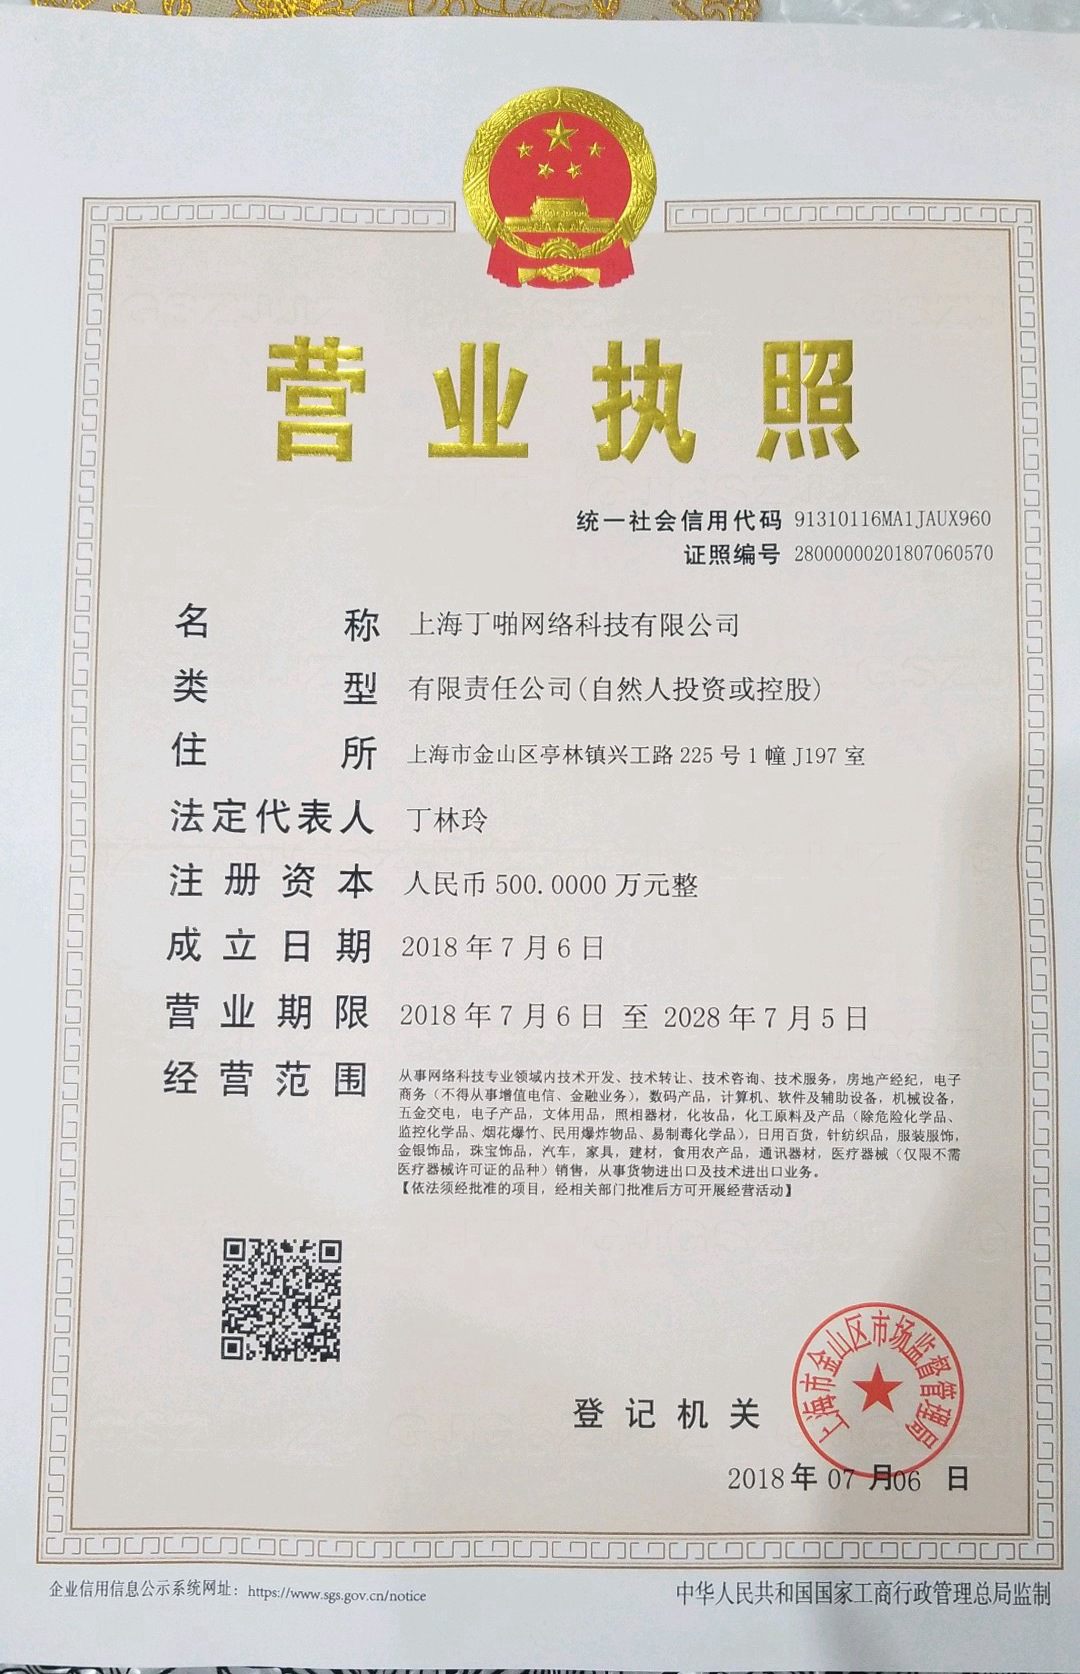 营业执照
统一社会信用代码 91310116MA1JAUX960
证照编号 28000000201807060570
名称 上海丁啪网络科技有限公司
类型 有限责任公司(自然人投资或控股)
住所 上海市金山区亭林镇兴工路 225 号 1 幢 J197 室
法定代表人 丁林玲
注册资本 人民币 500.0000 万元整
成立日期 2018 年 7 月 6 日
营业期限 2018 年 7 月 6 日 至 2028 年 7 月 5 日
经营范围 从事网络科技专业领域内技术开发、技术转让、技术咨询、技术服务，房地产经纪，电子
商务（不得从事增值电信、金融业务），数码产品，计算机、软件及辅助设备，机械设备，
五金交电，电子产品，文体用品，照相器材，化妆品，化工原料及产品（除危险化学品、
监控化学品、烟花爆竹、民用爆炸物品、易制毒化学品），日用百货，针纺织品，服装服饰，
金银饰品，珠宝饰品，汽车，家具，建材，食用农产品，通讯器材，医疗器械（仅限不需
医疗器械许可证的品种）销售，从事货物进出口及技术进出口业务。
【依法须经批准的项目，经相关部门批准后方可开展经营活动】
上海市金山区市场监督管理局
登记机关
2018 年 07 月 06 日
企业信用信息公示系统网址：https://www.sgs.gov.cn/notice
中华人民共和国国家工商行政管理总局监制